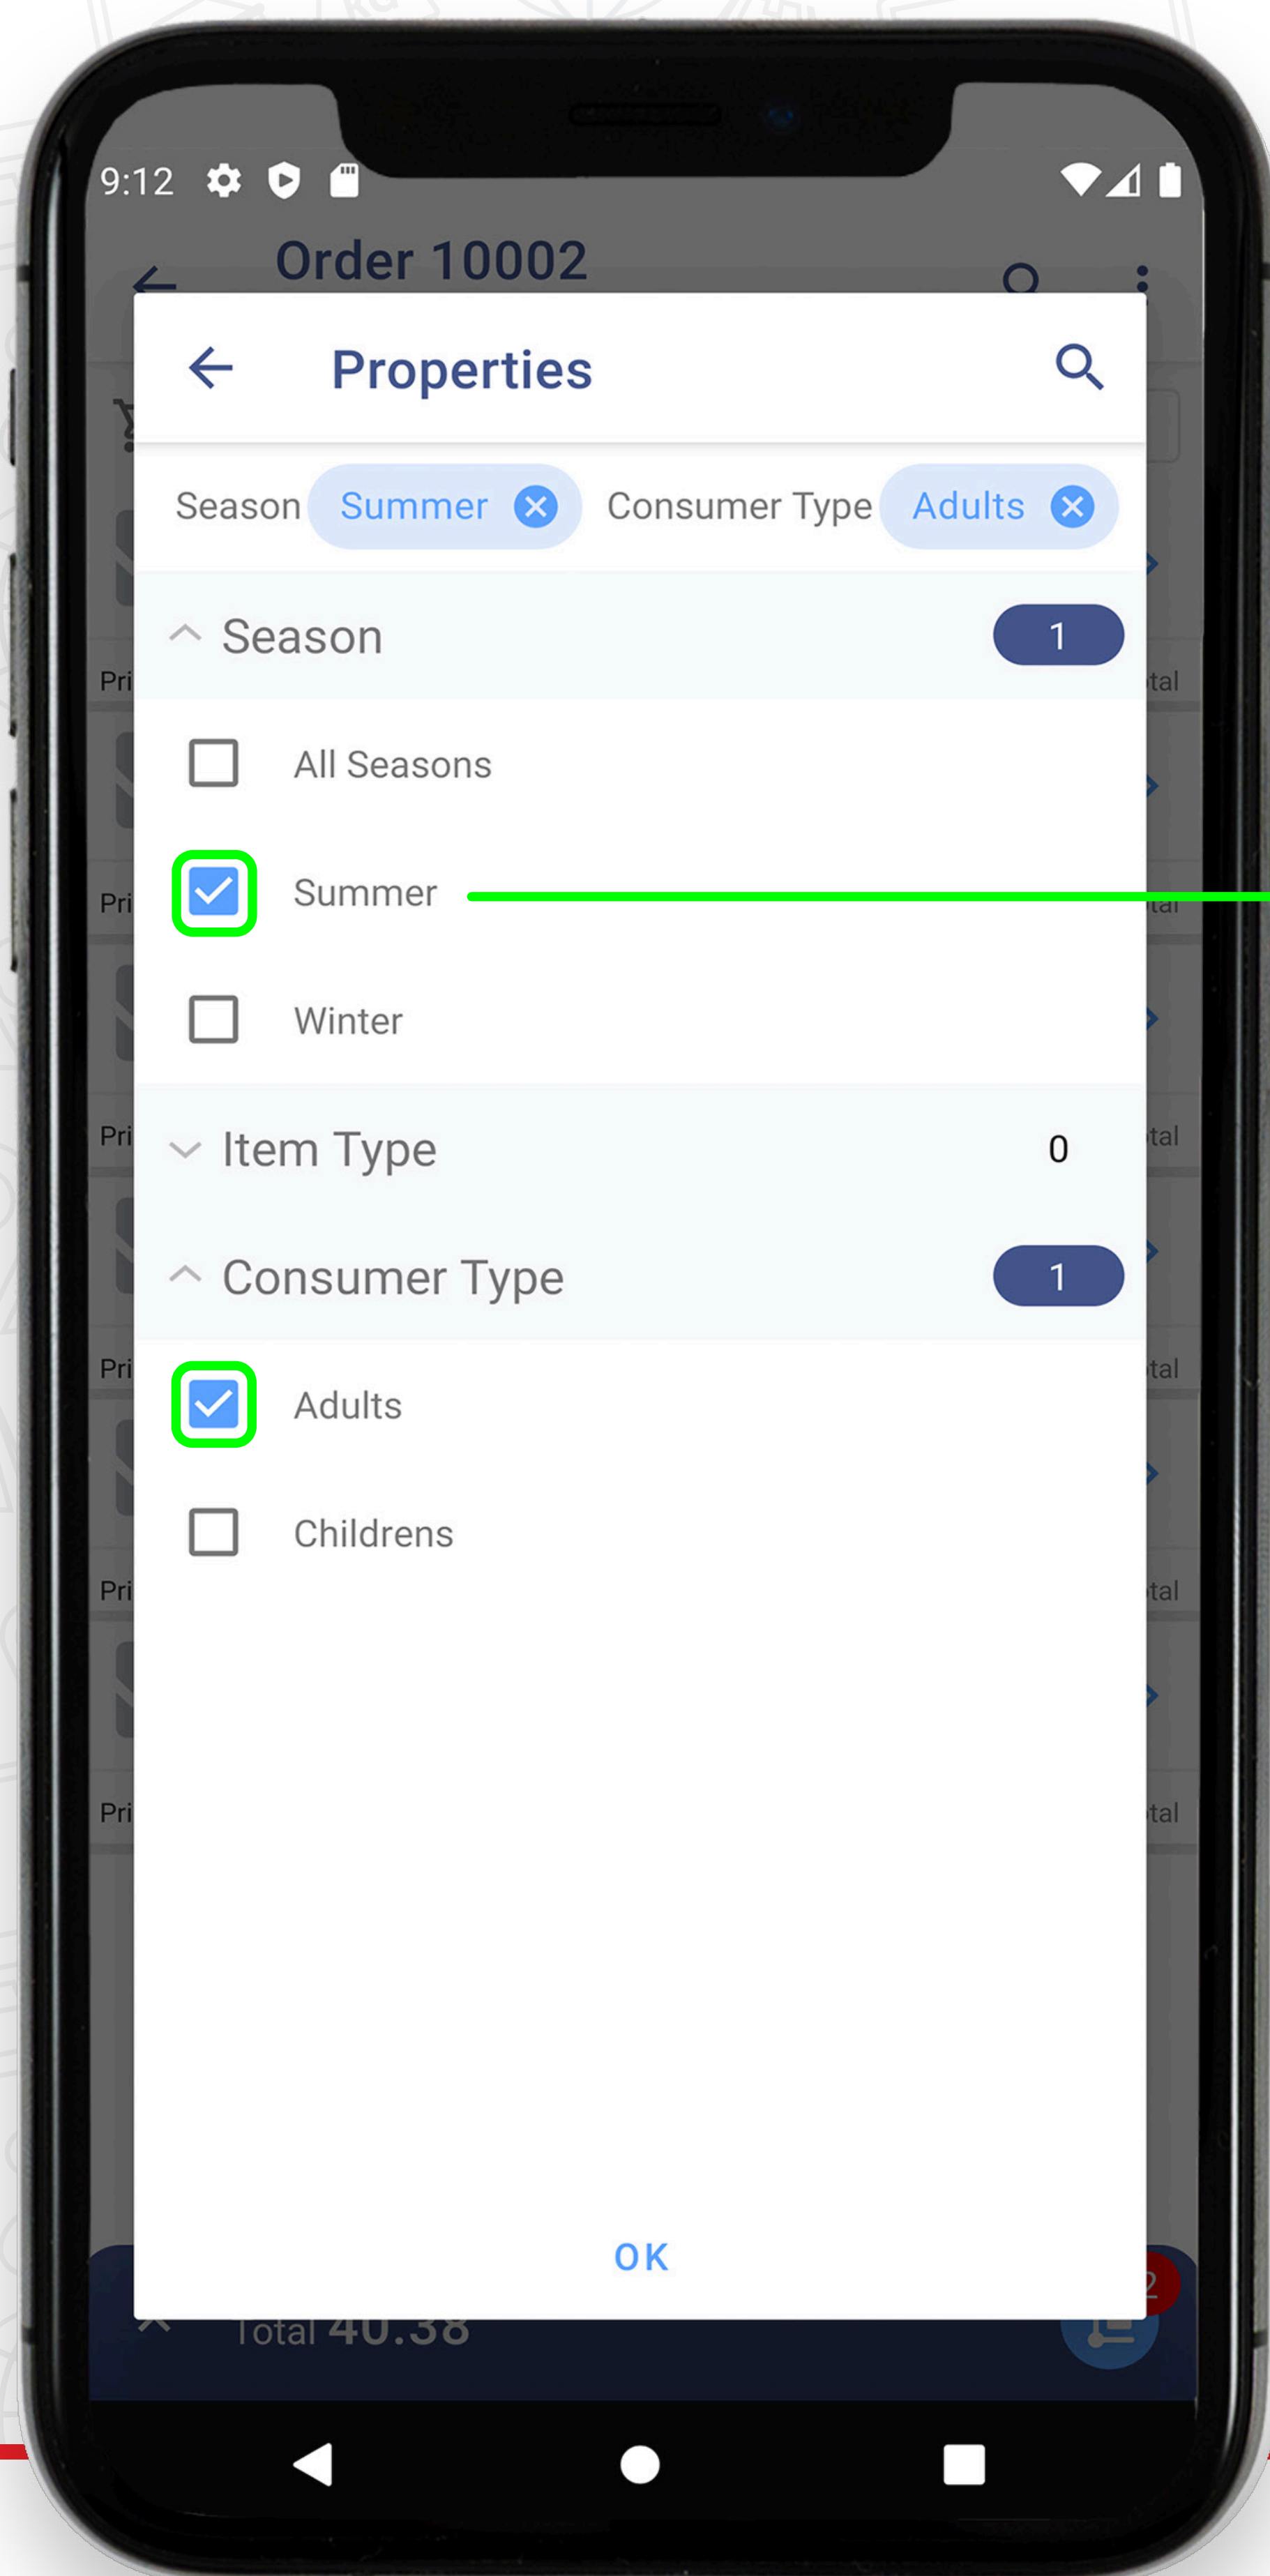 9:12
Order 10002
Properties
Season Summer Consumer Type Adults
Season 1
All Seasons
Summer
Winter
Item Type 0
Consumer Type 1
Adults
Childrens
OK
2
Total 40.38